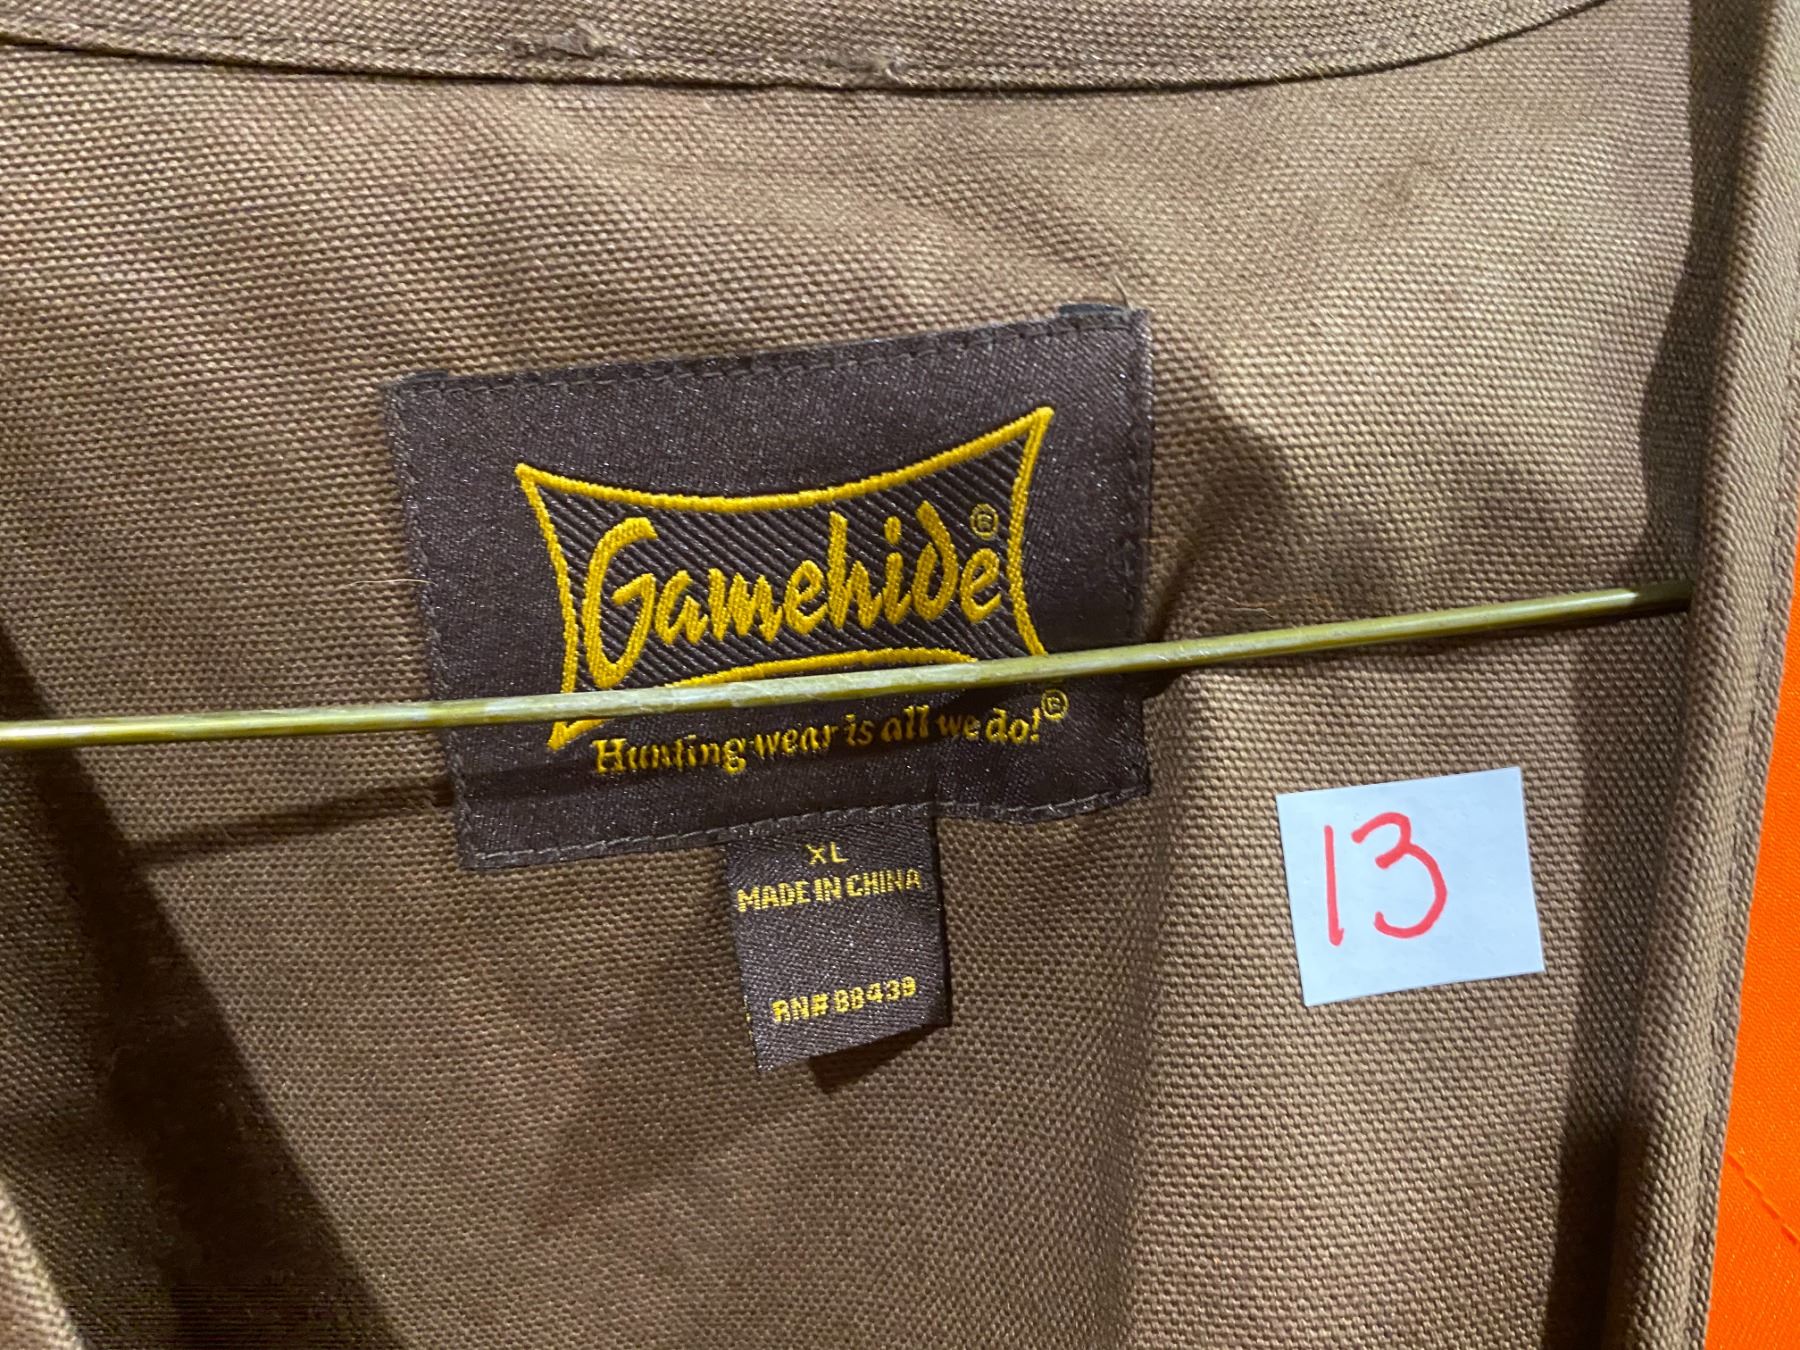 Gamehide®
Hunting wear is all we do!®
XL
MADE IN CHINA
RN# 88439
13